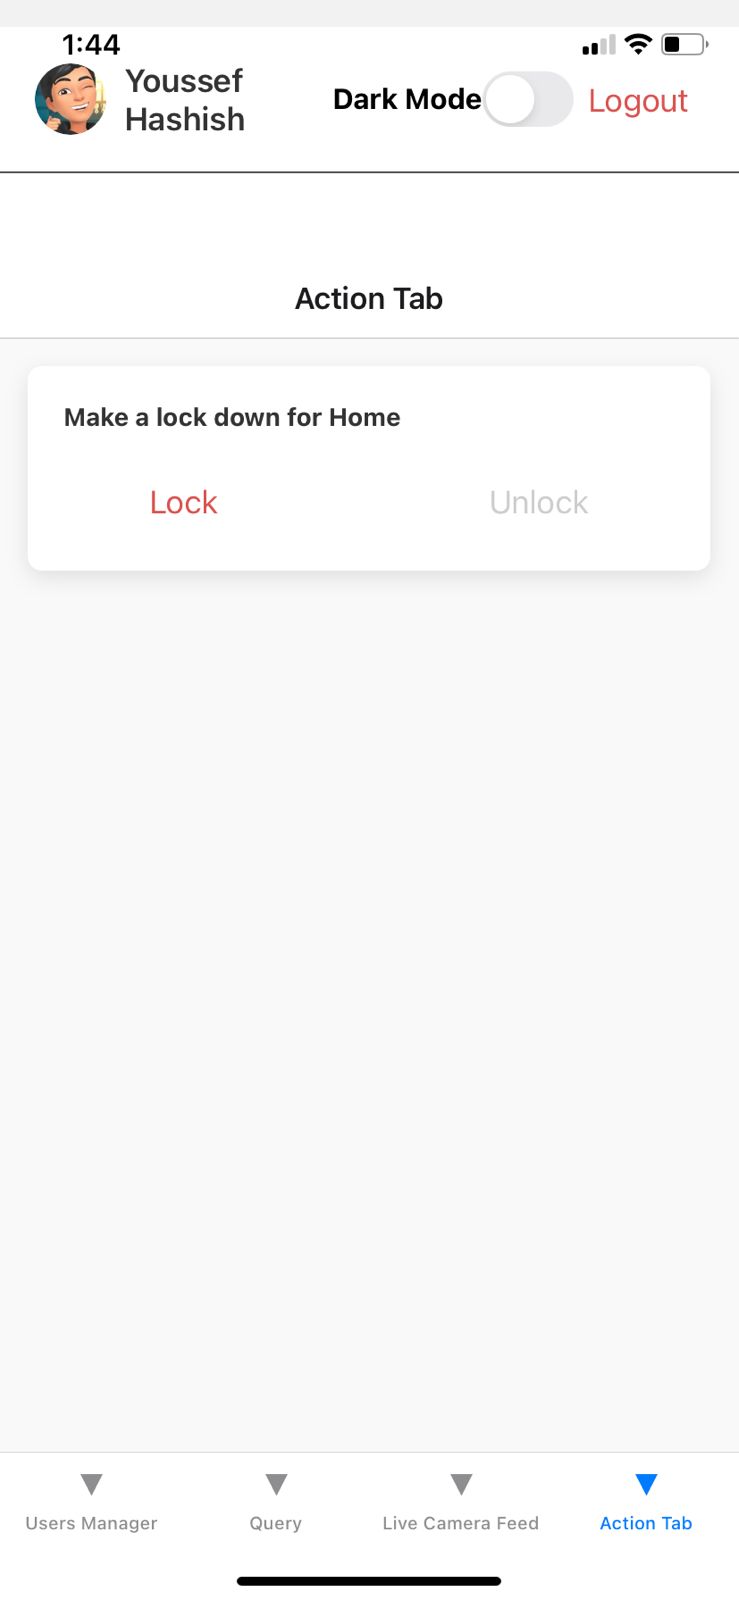 1:44
Youssef
Hashish
Dark Mode
Logout
Action Tab
Make a lock down for Home
Lock
Unlock
Users Manager
Query
Live Camera Feed
Action Tab